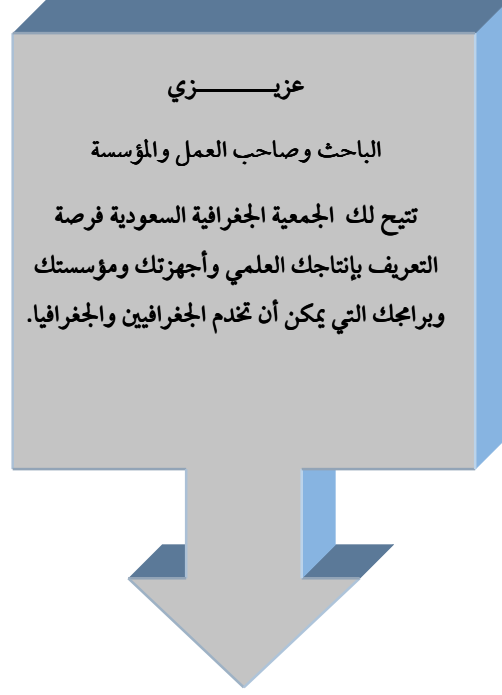 عزيـــــــــزي
الباحث وصاحب العمل والمؤسسة
تتيح لك الجمعية الجغرافية السعودية فرصة
التعريف بإنتاجك العلمي وأجهزتك ومؤسستك
وبرامجك التي يمكن أن تخدم الجغرافيين والجغرافيا.